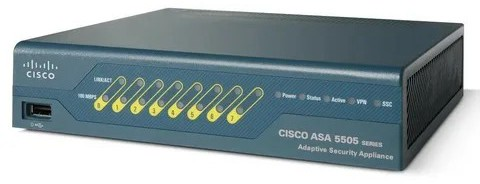 CISCO
LINK/ACT
100 MBPS
0 1 2 3 4 5 6 7
Power Status Active VPN SSC
CISCO ASA 5505 SERIES
Adaptive Security Appliance